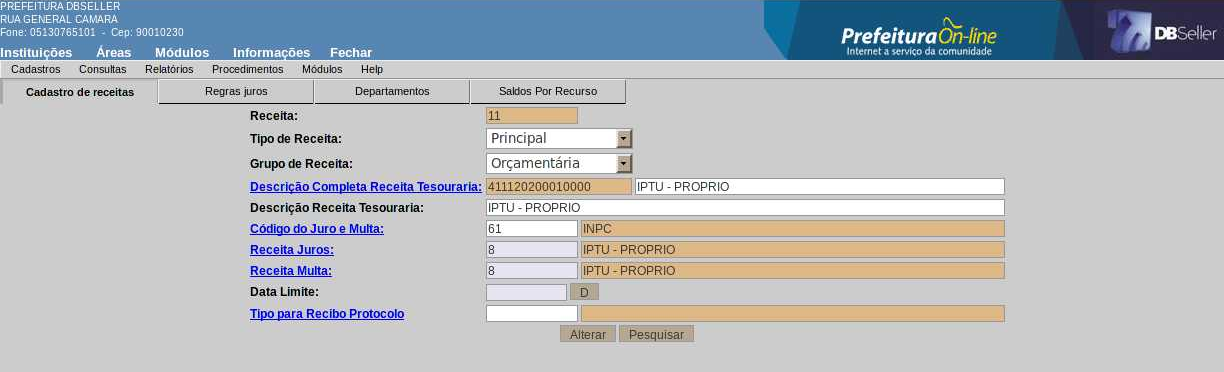 PREFEITURA DBSELLER
RUA GENERAL CAMARA
Fone: 05130765101 - Cep: 90010230
Prefeitura On-line
Internet a serviço da comunidade
DBSeller
Instituições Áreas Módulos Informações Fechar
Cadastros Consultas Relatórios Procedimentos Módulos Help
Cadastro de receitas Regras juros Departamentos Saldos Por Recurso
Receita: 11
Tipo de Receita: Principal
Grupo de Receita: Orçamentária
Descrição Completa Receita Tesouraria: 411120200010000 IPTU - PROPRIO
Descrição Receita Tesouraria: IPTU - PROPRIO
Código do Juro e Multa: 61 INPC
Receita Juros: 8 IPTU - PROPRIO
Receita Multa: 8 IPTU - PROPRIO
Data Limite: D
Tipo para Recibo Protocolo
Alterar Pesquisar